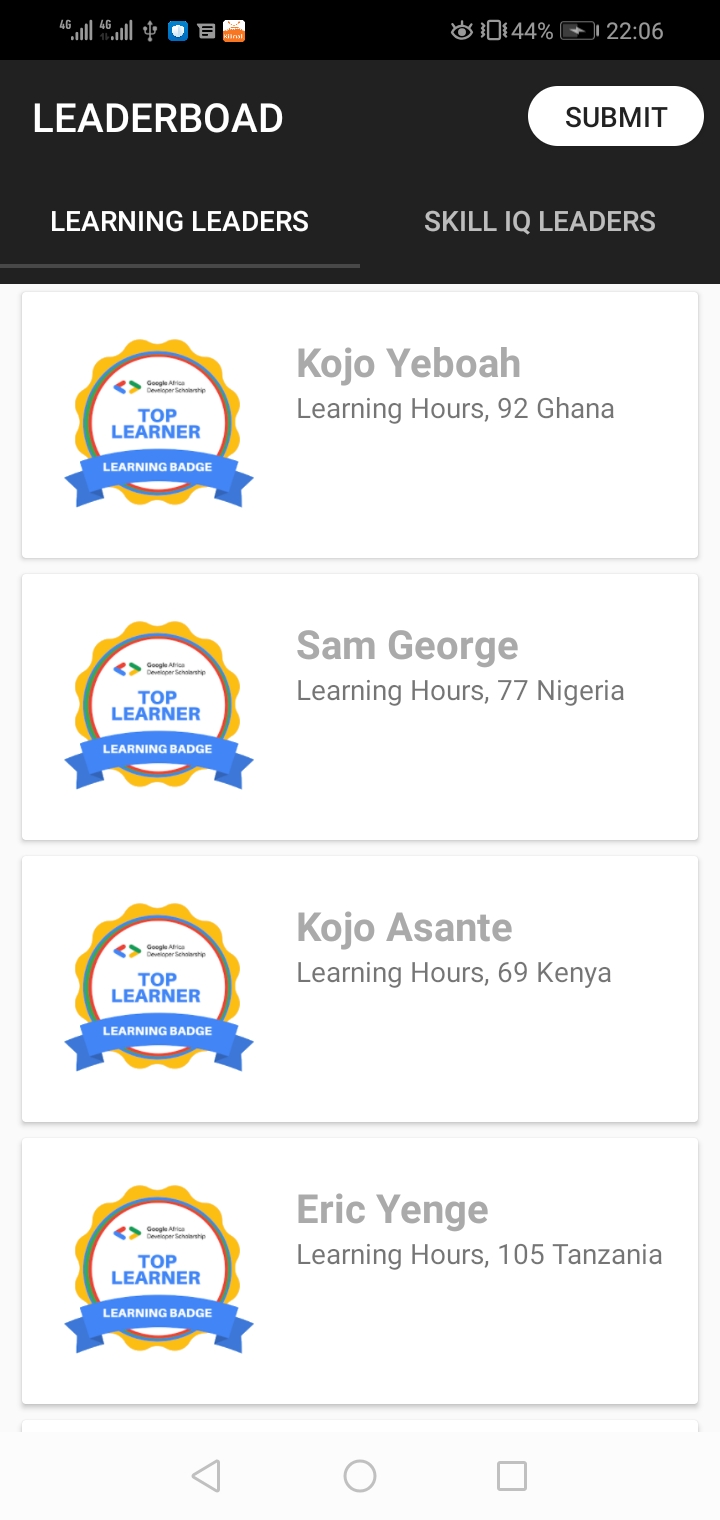 4G 4G 44% 22:06
LEADERBOAD
SUBMIT
LEARNING LEADERS
SKILL IQ LEADERS
Google Africa
Developer Scholarship
TOP
LEARNER
LEARNING BADGE
Kojo Yeboah
Learning Hours, 92 Ghana
Google Africa
Developer Scholarship
TOP
LEARNER
LEARNING BADGE
Sam George
Learning Hours, 77 Nigeria
Google Africa
Developer Scholarship
TOP
LEARNER
LEARNING BADGE
Kojo Asante
Learning Hours, 69 Kenya
Google Africa
Developer Scholarship
TOP
LEARNER
LEARNING BADGE
Eric Yenge
Learning Hours, 105 Tanzania